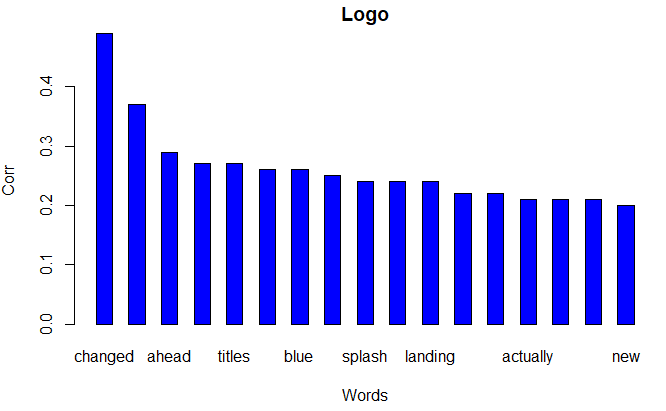 Logo
Corr
0.4
0.3
0.2
0.1
0.0
changed ahead titles blue splash landing actually new
Words